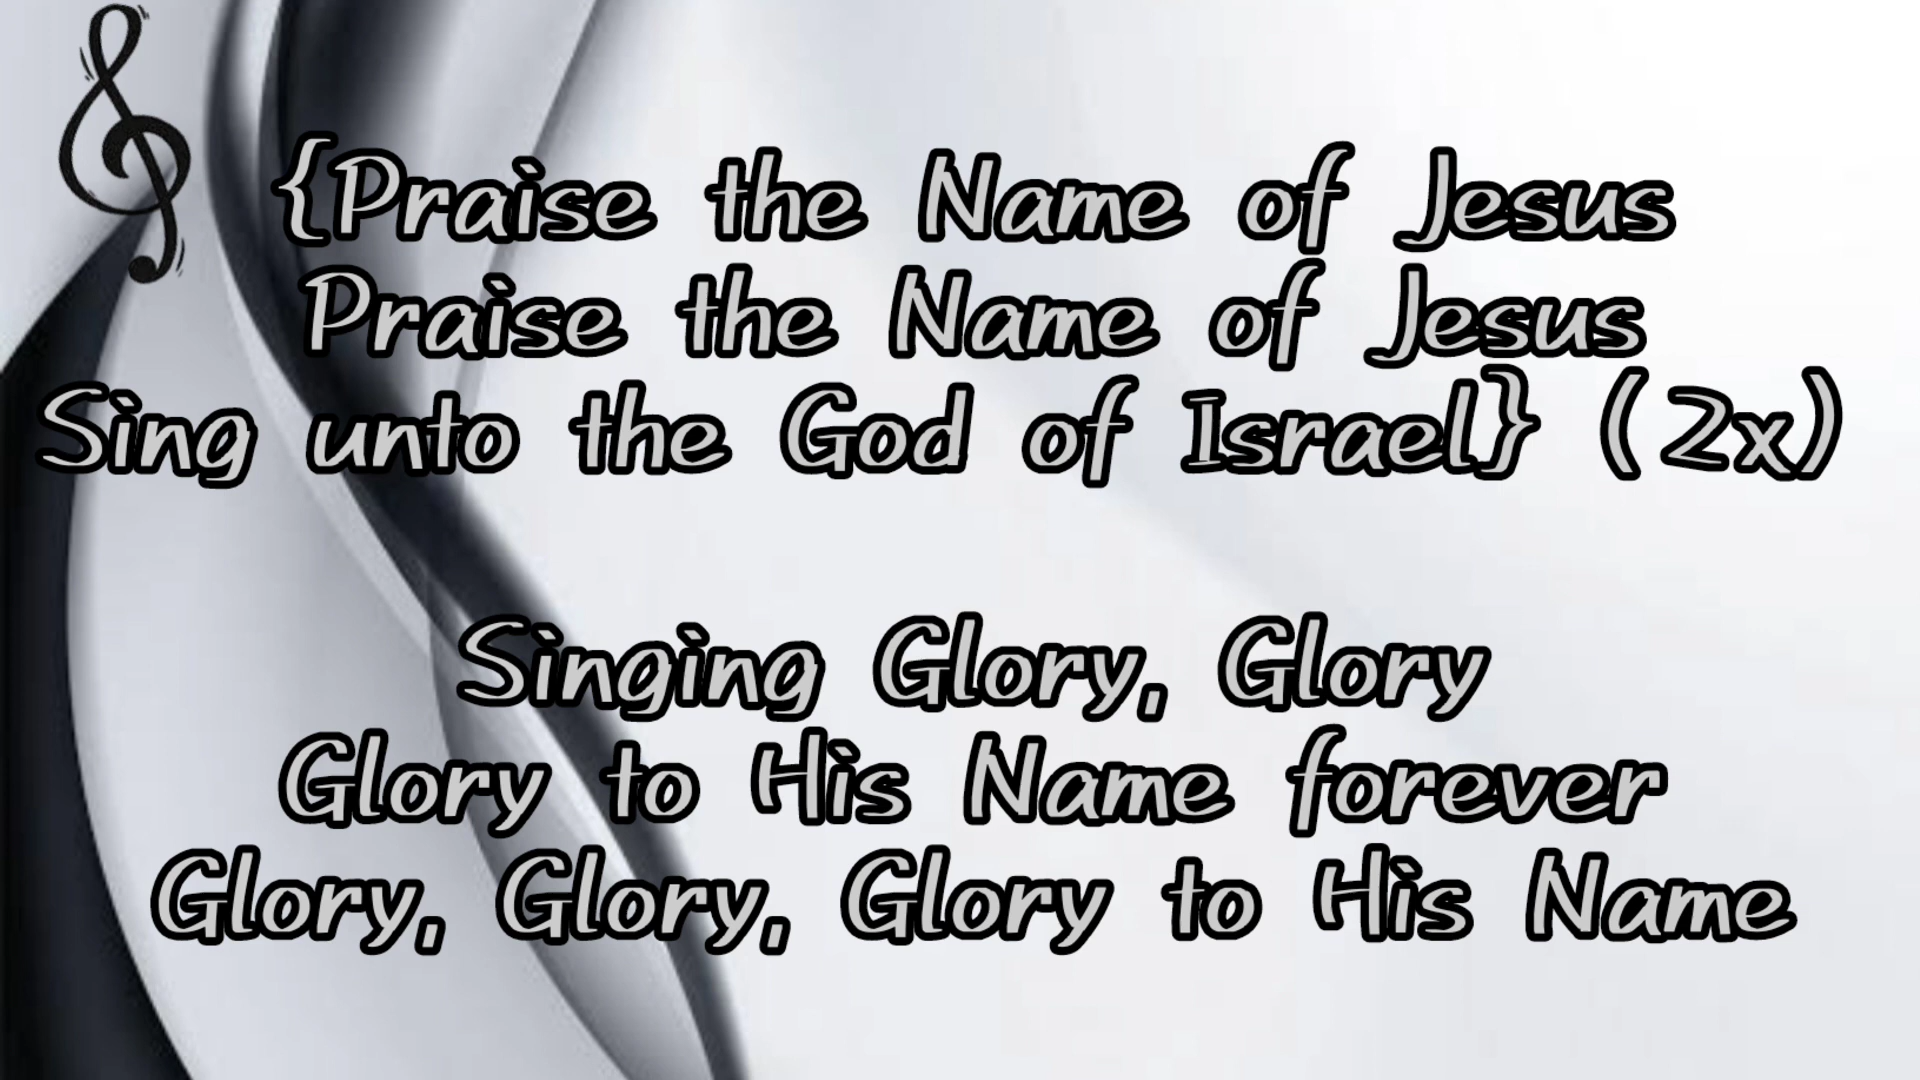 {Praise the Name of Jesus
Praise the Name of Jesus
Sing unto the God of Israel} (2x)
Singing Glory, Glory
Glory to His Name forever
Glory, Glory, Glory to His Name